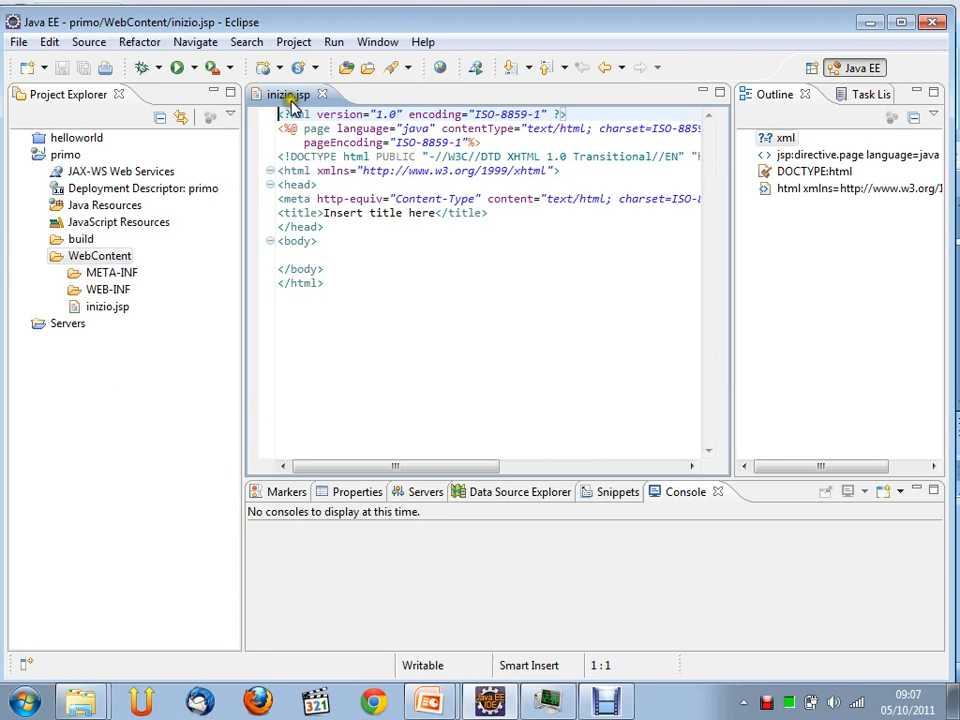 Java EE - primo/WebContent/inizio.jsp - Eclipse
File Edit Source Refactor Navigate Search Project Run Window Help
Java EE
Project Explorer
inizio.jsp
Outline
Task Lis
helloworld
primo
JAX-WS Web Services
Deployment Descriptor: primo
Java Resources
JavaScript Resources
build
WebContent
META-INF
WEB-INF
inizio.jsp
Servers
<?xml version="1.0" encoding="ISO-8859-1" ?>
<%@ page language="java" contentType="text/html; charset=ISO-885
pageEncoding="ISO-8859-1"%>
<!DOCTYPE html PUBLIC "-//W3C//DTD XHTML 1.0 Transitional//EN" "
<html xmlns="http://www.w3.org/1999/xhtml">
<head>
<meta http-equiv="Content-Type" content="text/html; charset=ISO-8
<title>Insert title here</title>
</head>
<body>
</body>
</html>
xml
jsp:directive.page language=java
DOCTYPE:html
html xmlns=http://www.w3.org/1
Markers
Properties
Servers
Data Source Explorer
Snippets
Console
No consoles to display at this time.
Writable
Smart Insert
1 : 1
321
Java EE
IDE
09:07
05/10/2011